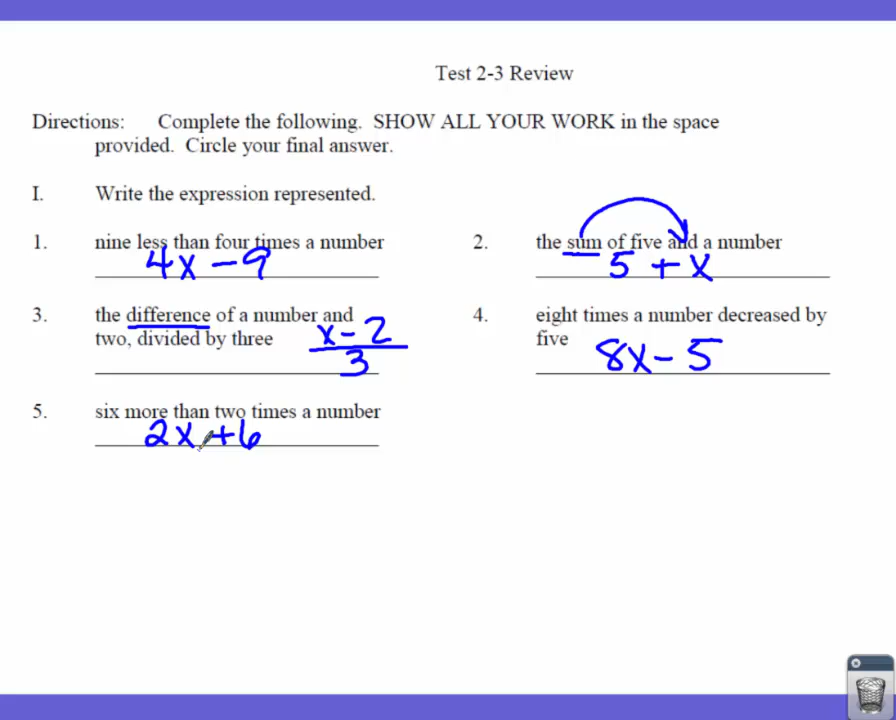 Test 2-3 Review
Directions: Complete the following. SHOW ALL YOUR WORK in the space
provided. Circle your final answer.
I. Write the expression represented.
1. nine less than four times a number
4x - 9
2. the sum of five and a number
5 + x
3. the difference of a number and
two, divided by three
x - 2
3
4. eight times a number decreased by
five
8x - 5
5. six more than two times a number
2x + 6